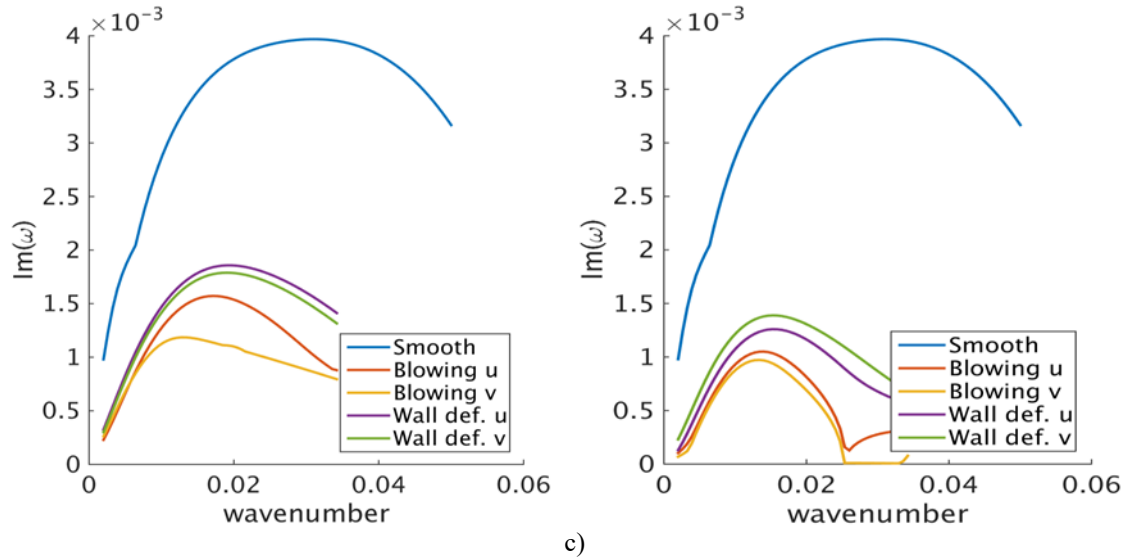 ×10⁻³
4
3.5
3
2.5
2
1.5
1
0.5
0
Im(ω)
0
0.02
0.04
0.06
wavenumber
Smooth
Blowing u
Blowing v
Wall def. u
Wall def. v
×10⁻³
4
3.5
3
2.5
2
1.5
1
0.5
0
Im(ω)
0
0.02
0.04
0.06
wavenumber
Smooth
Blowing u
Blowing v
Wall def. u
Wall def. v
c)